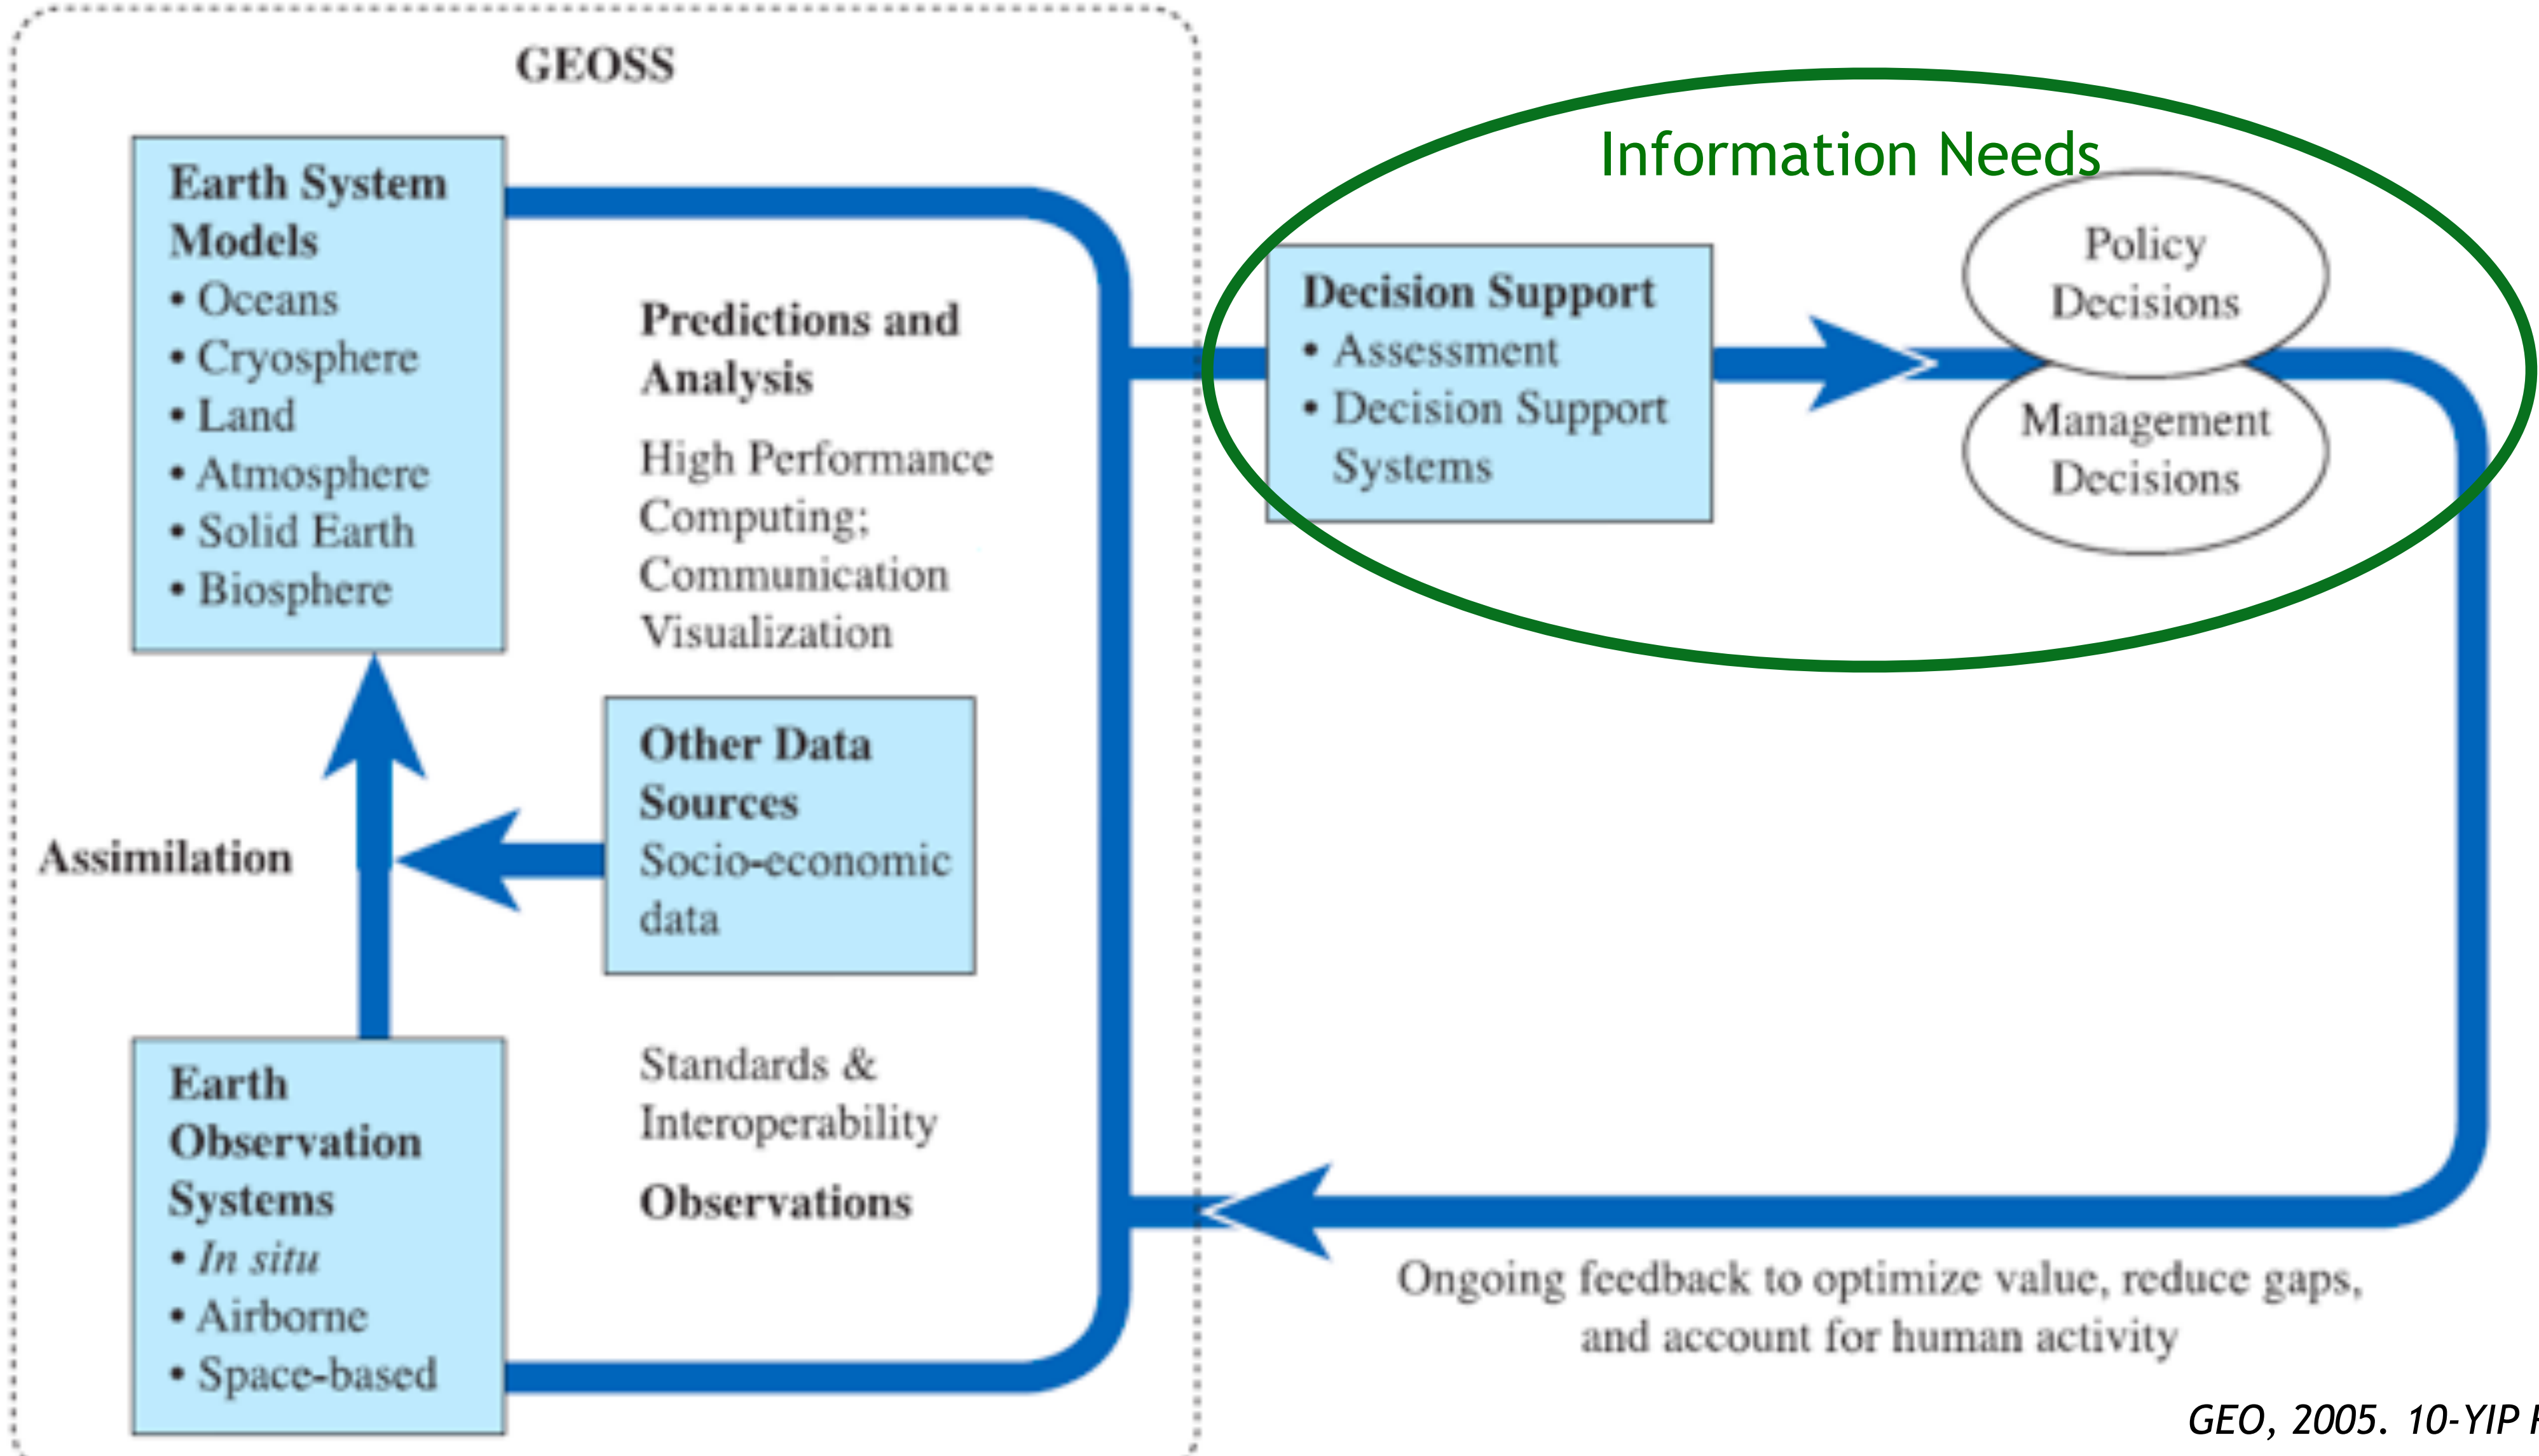 GEOSS
Earth System
Models
• Oceans
• Cryosphere
• Land
• Atmosphere
• Solid Earth
• Biosphere
Predictions and
Analysis
High Performance
Computing;
Communication
Visualization
Other Data
Sources
Socio-economic
data
Assimilation
Earth
Observation
Systems
• In situ
• Airborne
• Space-based
Standards &
Interoperability
Observations
Information Needs
Decision Support
• Assessment
• Decision Support
Systems
Policy
Decisions
Management
Decisions
Ongoing feedback to optimize value, reduce gaps,
and account for human activity
GEO, 2005. 10-YIP